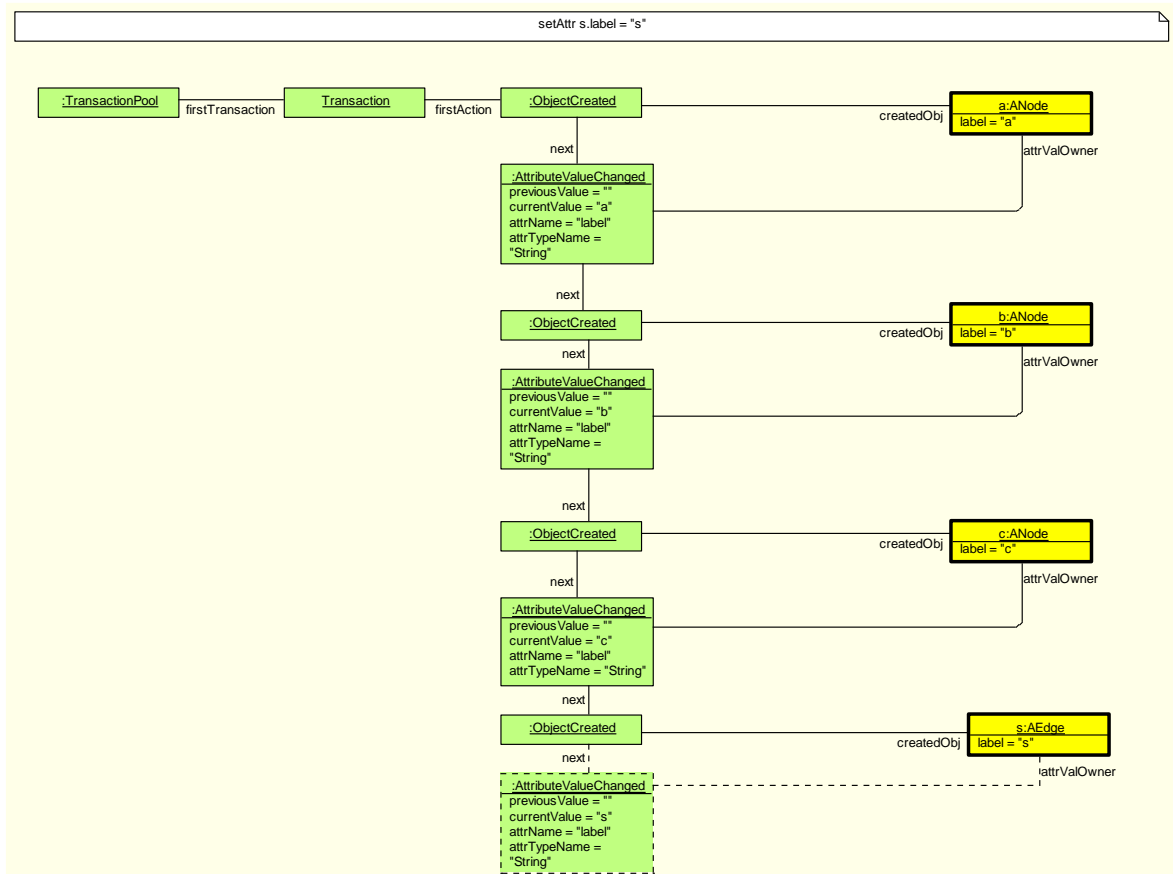 setAttr s.label = "s"
:TransactionPool
firstTransaction
Transaction
firstAction
:ObjectCreated
createdObj
a:ANode
label = "a"
attrValOwner
next
:AttributeValueChanged
previousValue = ""
currentValue = "a"
attrName = "label"
attrTypeName =
"String"
next
:ObjectCreated
createdObj
b:ANode
label = "b"
attrValOwner
next
:AttributeValueChanged
previousValue = ""
currentValue = "b"
attrName = "label"
attrTypeName =
"String"
next
:ObjectCreated
createdObj
c:ANode
label = "c"
attrValOwner
next
:AttributeValueChanged
previousValue = ""
currentValue = "c"
attrName = "label"
attrTypeName = "String"
next
:ObjectCreated
createdObj
s:AEdge
label = "s"
attrValOwner
next
:AttributeValueChanged
previousValue = ""
currentValue = "s"
attrName = "label"
attrTypeName =
"String"